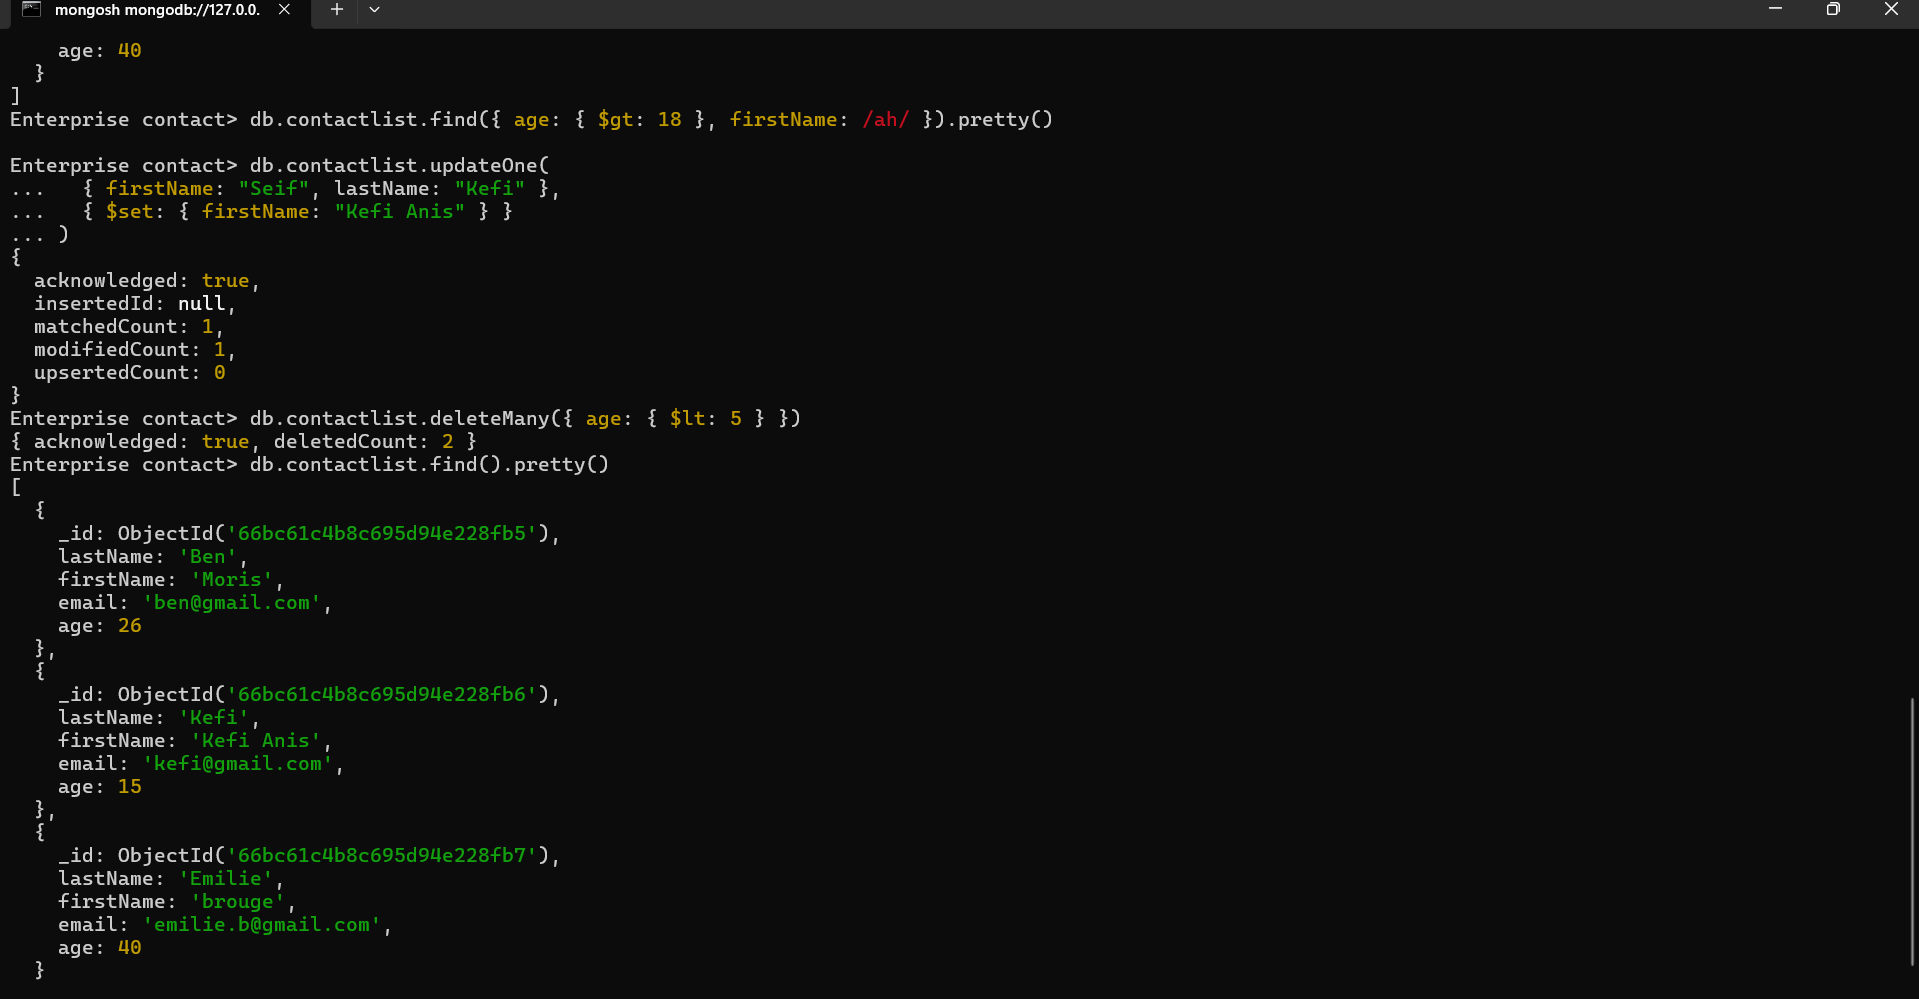 mongosh mongodb://127.0.0.
    age: 40
  }
]
Enterprise contact> db.contactlist.find({ age: { $gt: 18 }, firstName: /ah/ }).pretty()

Enterprise contact> db.contactlist.updateOne(
...   { firstName: "Seif", lastName: "Kefi" },
...   { $set: { firstName: "Kefi Anis" } }
... )
{
  acknowledged: true,
  insertedId: null,
  matchedCount: 1,
  modifiedCount: 1,
  upsertedCount: 0
}
Enterprise contact> db.contactlist.deleteMany({ age: { $lt: 5 } })
{ acknowledged: true, deletedCount: 2 }
Enterprise contact> db.contactlist.find().pretty()
[
  {
    _id: ObjectId('66bc61c4b8c695d94e228fb5'),
    lastName: 'Ben',
    firstName: 'Moris',
    email: 'ben@gmail.com',
    age: 26
  },
  {
    _id: ObjectId('66bc61c4b8c695d94e228fb6'),
    lastName: 'Kefi',
    firstName: 'Kefi Anis',
    email: 'kefi@gmail.com',
    age: 15
  },
  {
    _id: ObjectId('66bc61c4b8c695d94e228fb7'),
    lastName: 'Emilie',
    firstName: 'brouge',
    email: 'emilie.b@gmail.com',
    age: 40
  }